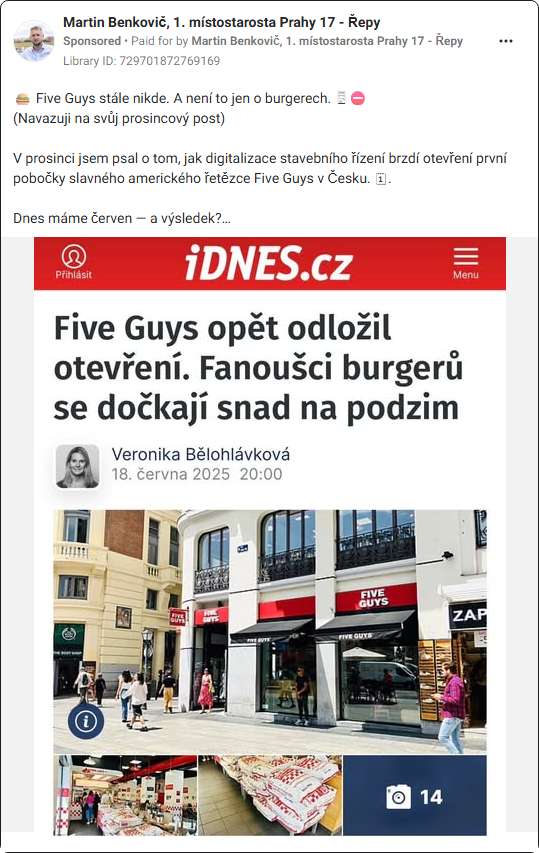 Martin Benkovič, 1. místostarosta Prahy 17 - Řepy
Sponsored • Paid for by Martin Benkovič, 1. místostarosta Prahy 17 - Řepy
Library ID: 729701872769169
🍔 Five Guys stále nikde. A není to jen o burgerech. 🧾⛔
(Navazuji na svůj prosincový post)
V prosinci jsem psal o tom, jak digitalizace stavebního řízení brzdí otevření první
pobočky slavného amerického řetězce Five Guys v Česku.
Dnes máme červen — a výsledek?...
Přihlásit
iDNES.cz
Menu
Five Guys opět odložil
otevření. Fanoušci burgerů
se dočkají snad na podzim
Veronika Bělohlávková
18. června 2025 20:00
FIVE
GUYS
FIVE
GUYS
FIVE
GUYS
FIVE GUYS
FIVE GUYS
THE BODY SHOP
ZAP
14